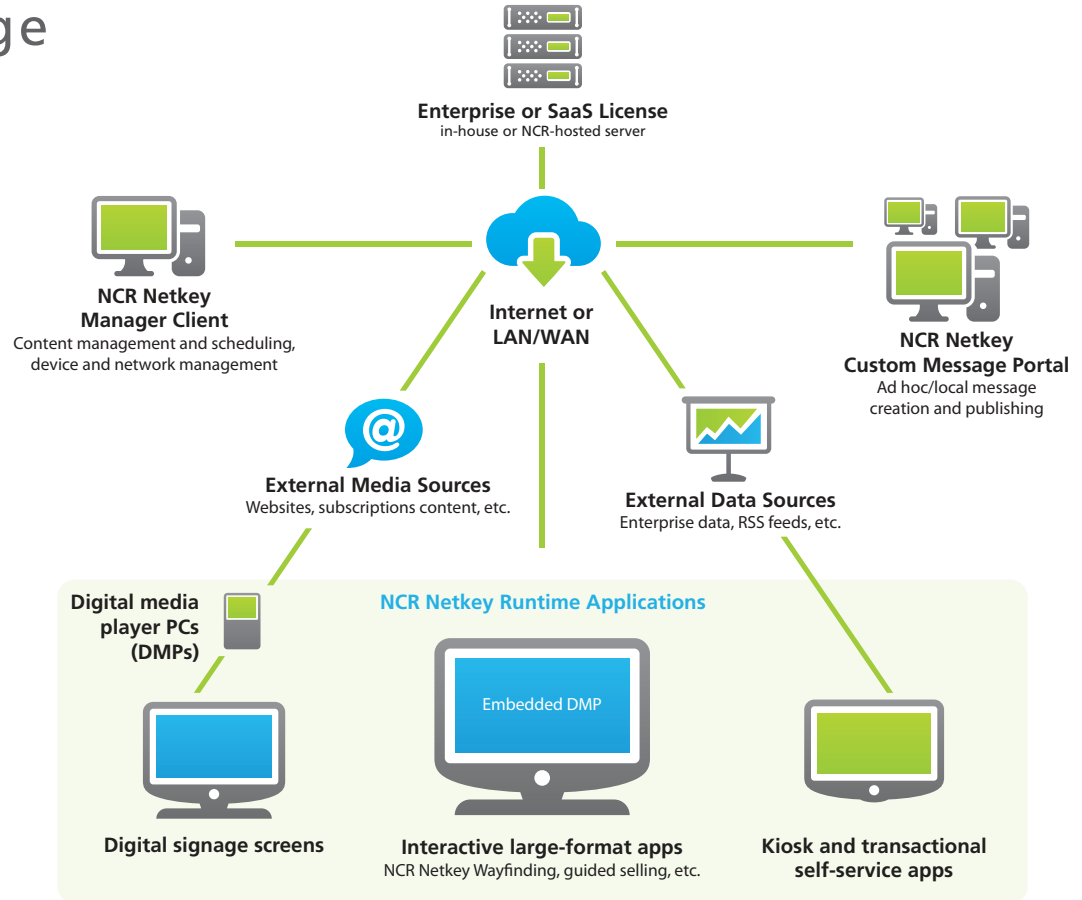 ge
Enterprise or SaaS License
in-house or NCR-hosted server
NCR Netkey
Manager Client
Content management and scheduling,
device and network management
Internet or
LAN/WAN
NCR Netkey
Custom Message Portal
Ad hoc/local message
creation and publishing
@
External Media Sources
Websites, subscriptions content, etc.
External Data Sources
Enterprise data, RSS feeds, etc.
Digital media
player PCs
(DMPs)
NCR Netkey Runtime Applications
Embedded DMP
Digital signage screens
Interactive large-format apps
NCR Netkey Wayfinding, guided selling, etc.
Kiosk and transactional
self-service apps